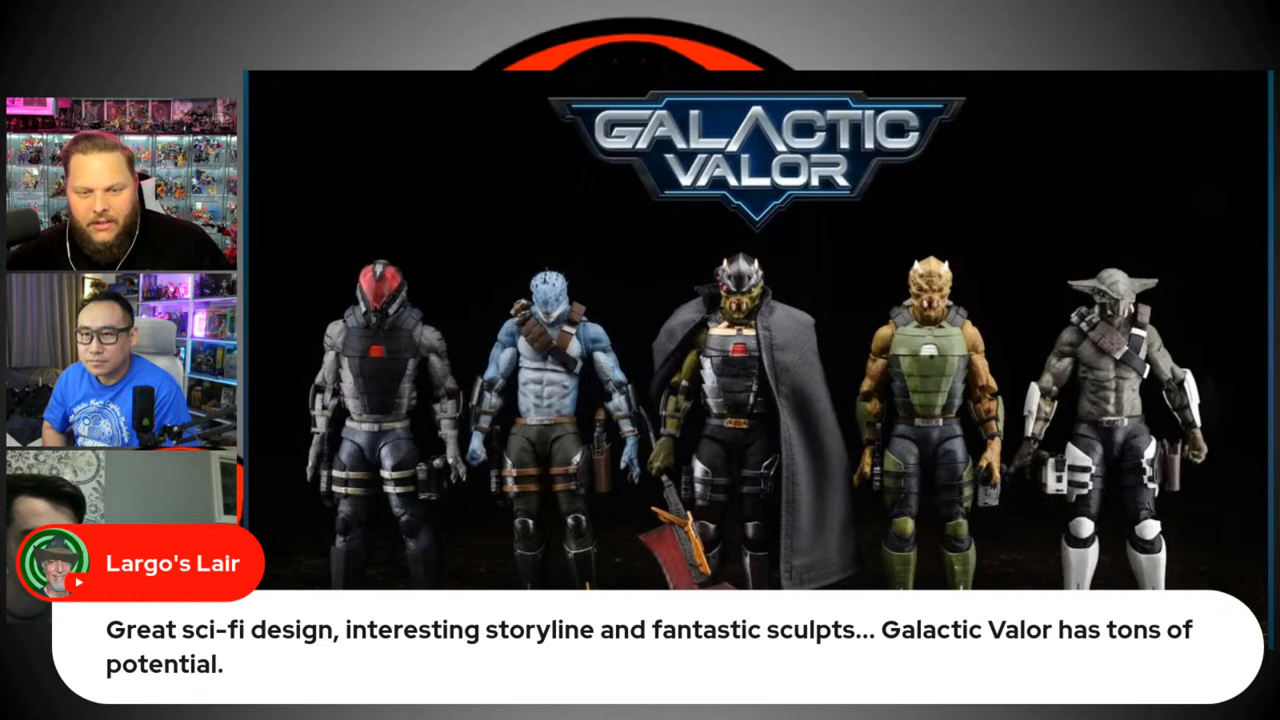 GALACTIC
VALOR
Largo's Lair
Great sci-fi design, interesting storyline and fantastic sculpts... Galactic Valor has tons of
potential.